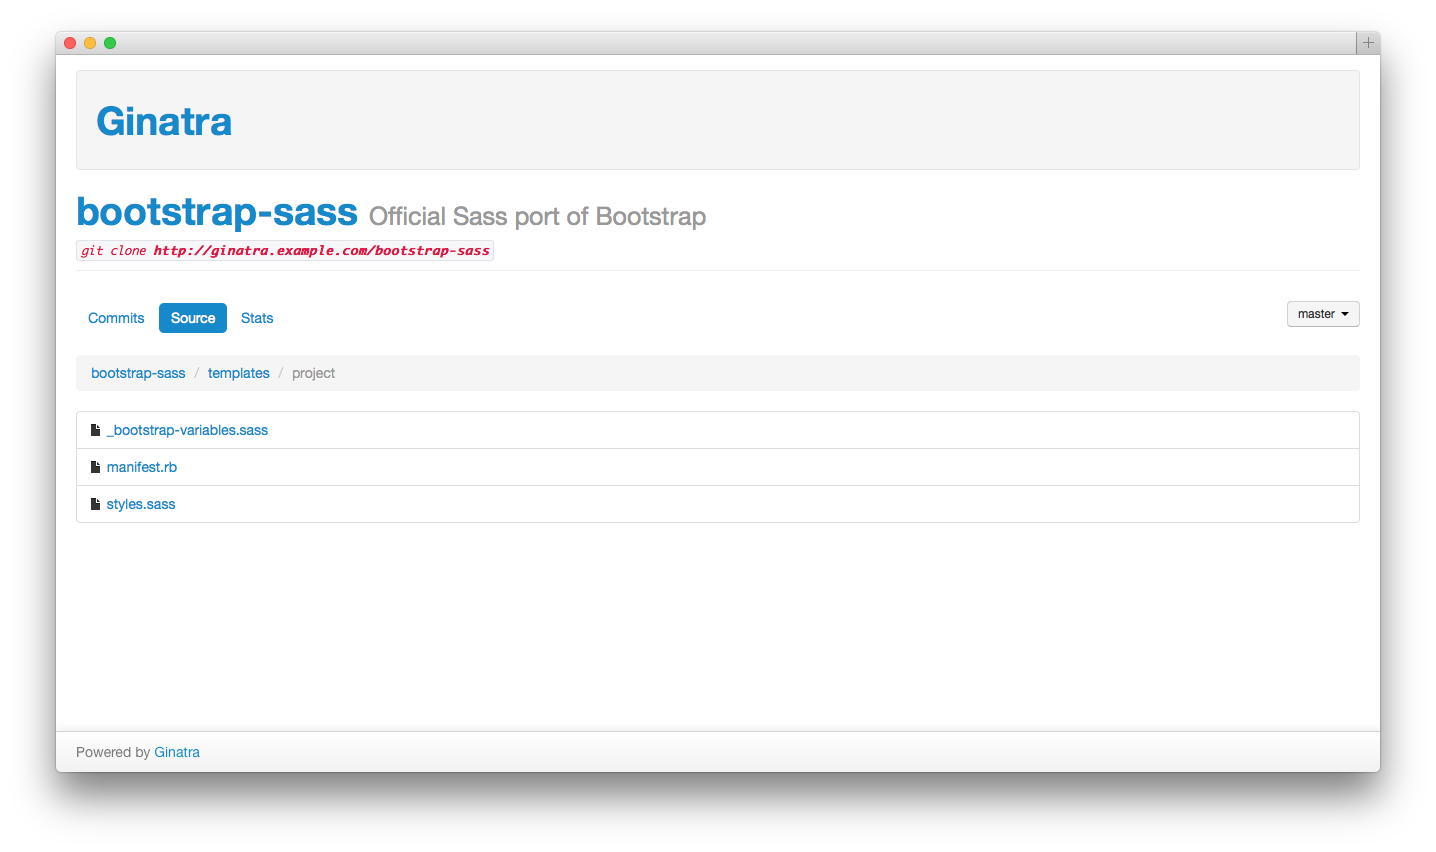 Ginatra
bootstrap-sass Official Sass port of Bootstrap
git clone http://ginatra.example.com/bootstrap-sass
Commits Source Stats master
bootstrap-sass / templates / project
_bootstrap-variables.sass
manifest.rb
styles.sass
Powered by Ginatra